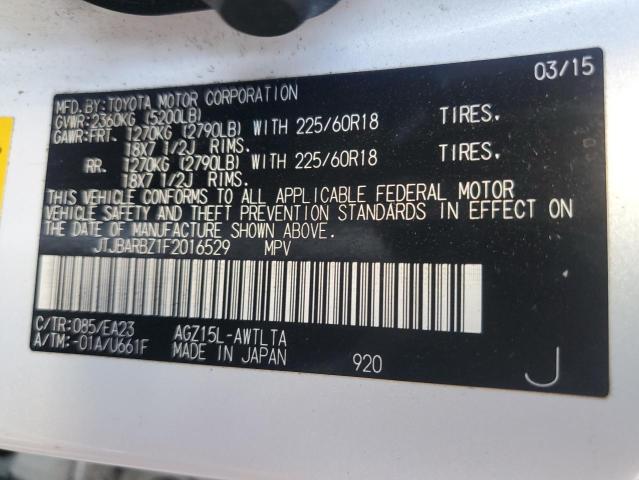 03/15
MFD.BY:TOYOTA MOTOR CORPORATION
GVWR:2360KG (5200LB)
GAWR:FRT. 1270KG (2790LB) WITH 225/60R18 TIRES.
18X7 1/2J RIMS.
RR. 1270KG (2790LB) WITH 225/60R18 TIRES.
18X7 1/2J RIMS.
THIS VEHICLE CONFORMS TO ALL APPLICABLE FEDERAL MOTOR
VEHICLE SAFETY AND THEFT PREVENTION STANDARDS IN EFFECT ON
THE DATE OF MANUFACTURE SHOWN ABOVE.
JTJBARBZ1F2016529 MPV
C/TR:085/EA23 AGZ15L-AWTLTA
A/TM:-01A/U661F MADE IN JAPAN 920 J